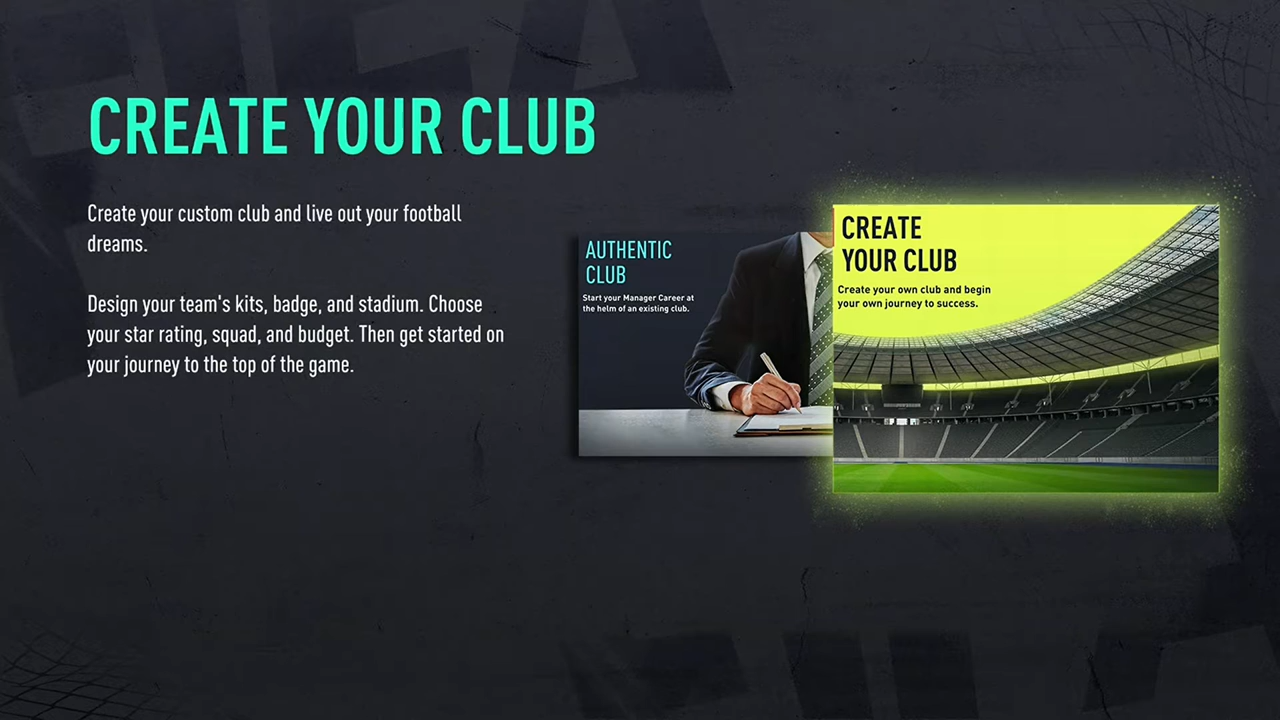 CREATE YOUR CLUB
Create your custom club and live out your football
dreams.
Design your team's kits, badge, and stadium. Choose
your star rating, squad, and budget. Then get started on
your journey to the top of the game.
AUTHENTIC
CLUB
Start your Manager Career at
the helm of an existing club.
CREATE
YOUR CLUB
Create your own club and begin
your own journey to success.